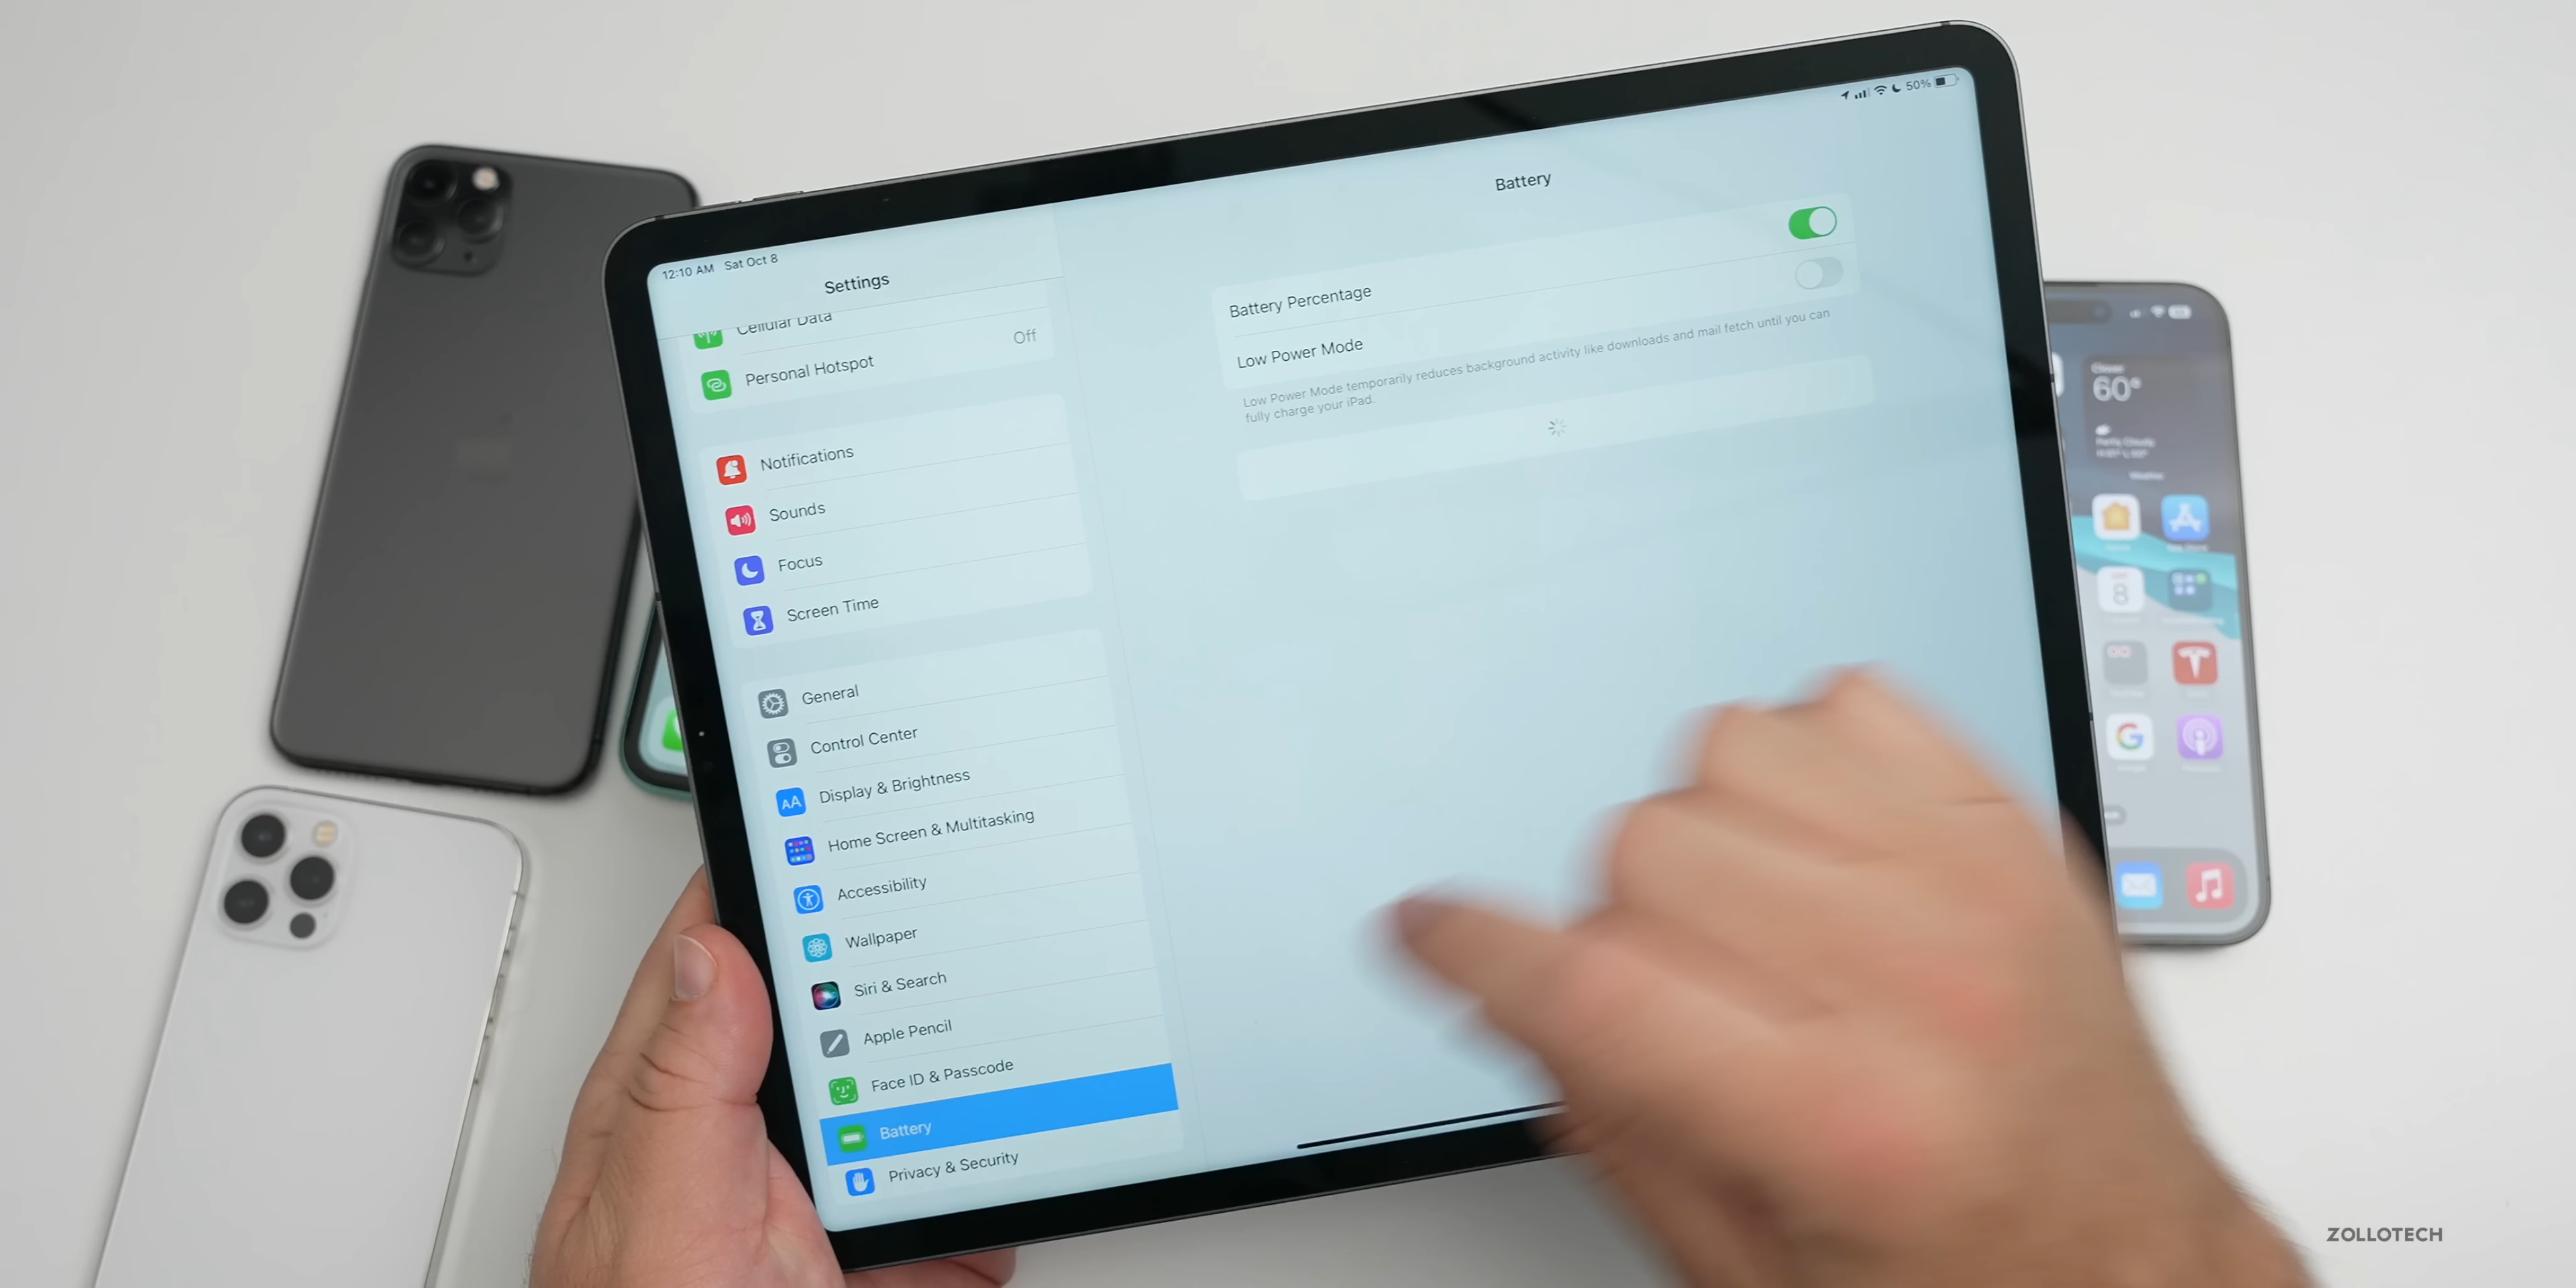 12:10 AM Sat Oct 8
50%
Settings
Cellular Data
Personal Hotspot
Off
Notifications
Sounds
Focus
Screen Time
General
Control Center
AA
Display & Brightness
Home Screen & Multitasking
Accessibility
Wallpaper
Siri & Search
Apple Pencil
Face ID & Passcode
Battery
Privacy & Security
Battery
Battery Percentage
Low Power Mode
Low Power Mode temporarily reduces background activity like downloads and mail fetch until you can
fully charge your iPad.
60°
8
G
ZOLLOTECH